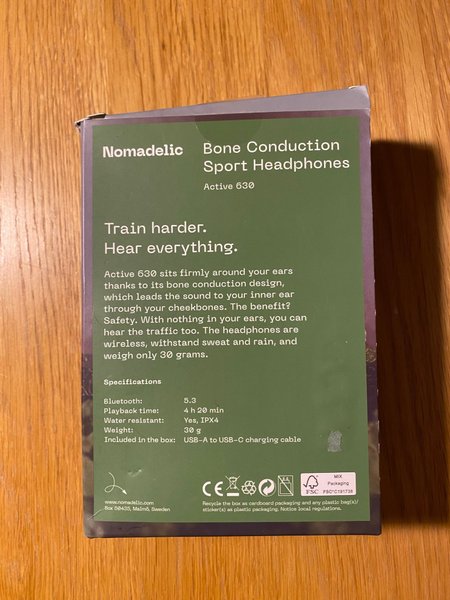 Nomadelic
Bone Conduction
Sport Headphones
Active 630
Train harder.
Hear everything.
Active 630 sits firmly around your ears
thanks to its bone conduction design,
which leads the sound to your inner ear
through your cheekbones. The benefit?
Safety. With nothing in your ears, you can
hear the traffic too. The headphones are
wireless, withstand sweat and rain, and
weigh only 30 grams.
Specifications
Bluetooth: 5.3
Playback time: 4 h 20 min
Water resistant: Yes, IPX4
Weight: 30 g
Included in the box: USB-A to USB-C charging cable
www.nomadelic.com
Box 50435, Malmö, Sweden
CE
FSC
MIX
Packaging
FSC® C191738
Recycle the box as cardboard packaging and any plastic bag(s)/
sticker(s) as plastic packaging. Notice local regulations.